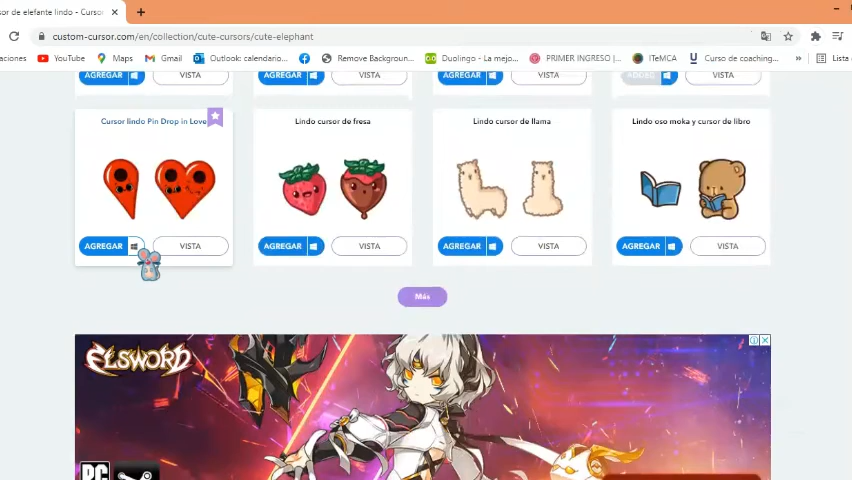 sor de elefante lindo - Cursor
custom-cursor.com/en/collection/cute-cursors/cute-elephant
aciones YouTube Maps Gmail Outlook: calendario... Remove Backgroun... Duolingo - La mejo... PRIMER INGRESO |... ITeMCA Curso de coaching... » Lista
AGREGAR VISTA AGREGAR VISTA AGREGAR VISTA ADDED VISTA
Cursor lindo Pin Drop in Love Lindo cursor de fresa Lindo cursor de llama Lindo oso moka y cursor de libro
AGREGAR VISTA AGREGAR VISTA AGREGAR VISTA AGREGAR VISTA
Más
ELSWORD
PC